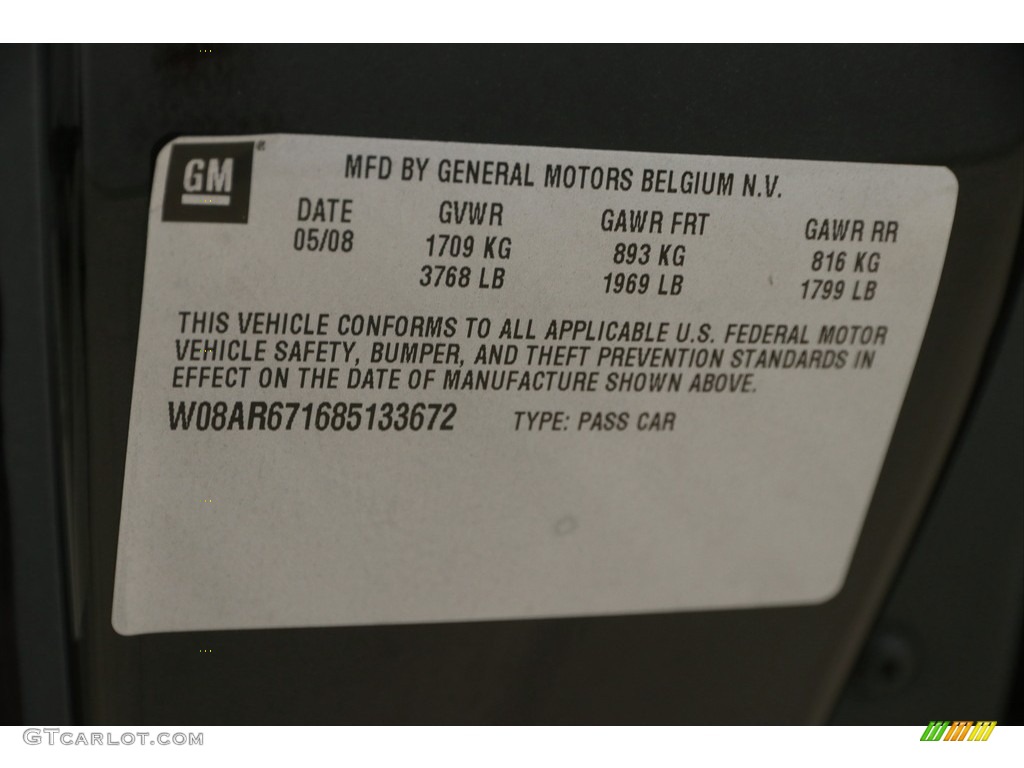 GM®
MFD BY GENERAL MOTORS BELGIUM N.V.
DATE GVWR GAWR FRT GAWR RR
05/08 1709 KG 893 KG 816 KG
3768 LB 1969 LB 1799 LB
THIS VEHICLE CONFORMS TO ALL APPLICABLE U.S. FEDERAL MOTOR
VEHICLE SAFETY, BUMPER, AND THEFT PREVENTION STANDARDS IN
EFFECT ON THE DATE OF MANUFACTURE SHOWN ABOVE.
W08AR671685133672 TYPE: PASS CAR
GTCarLot.com